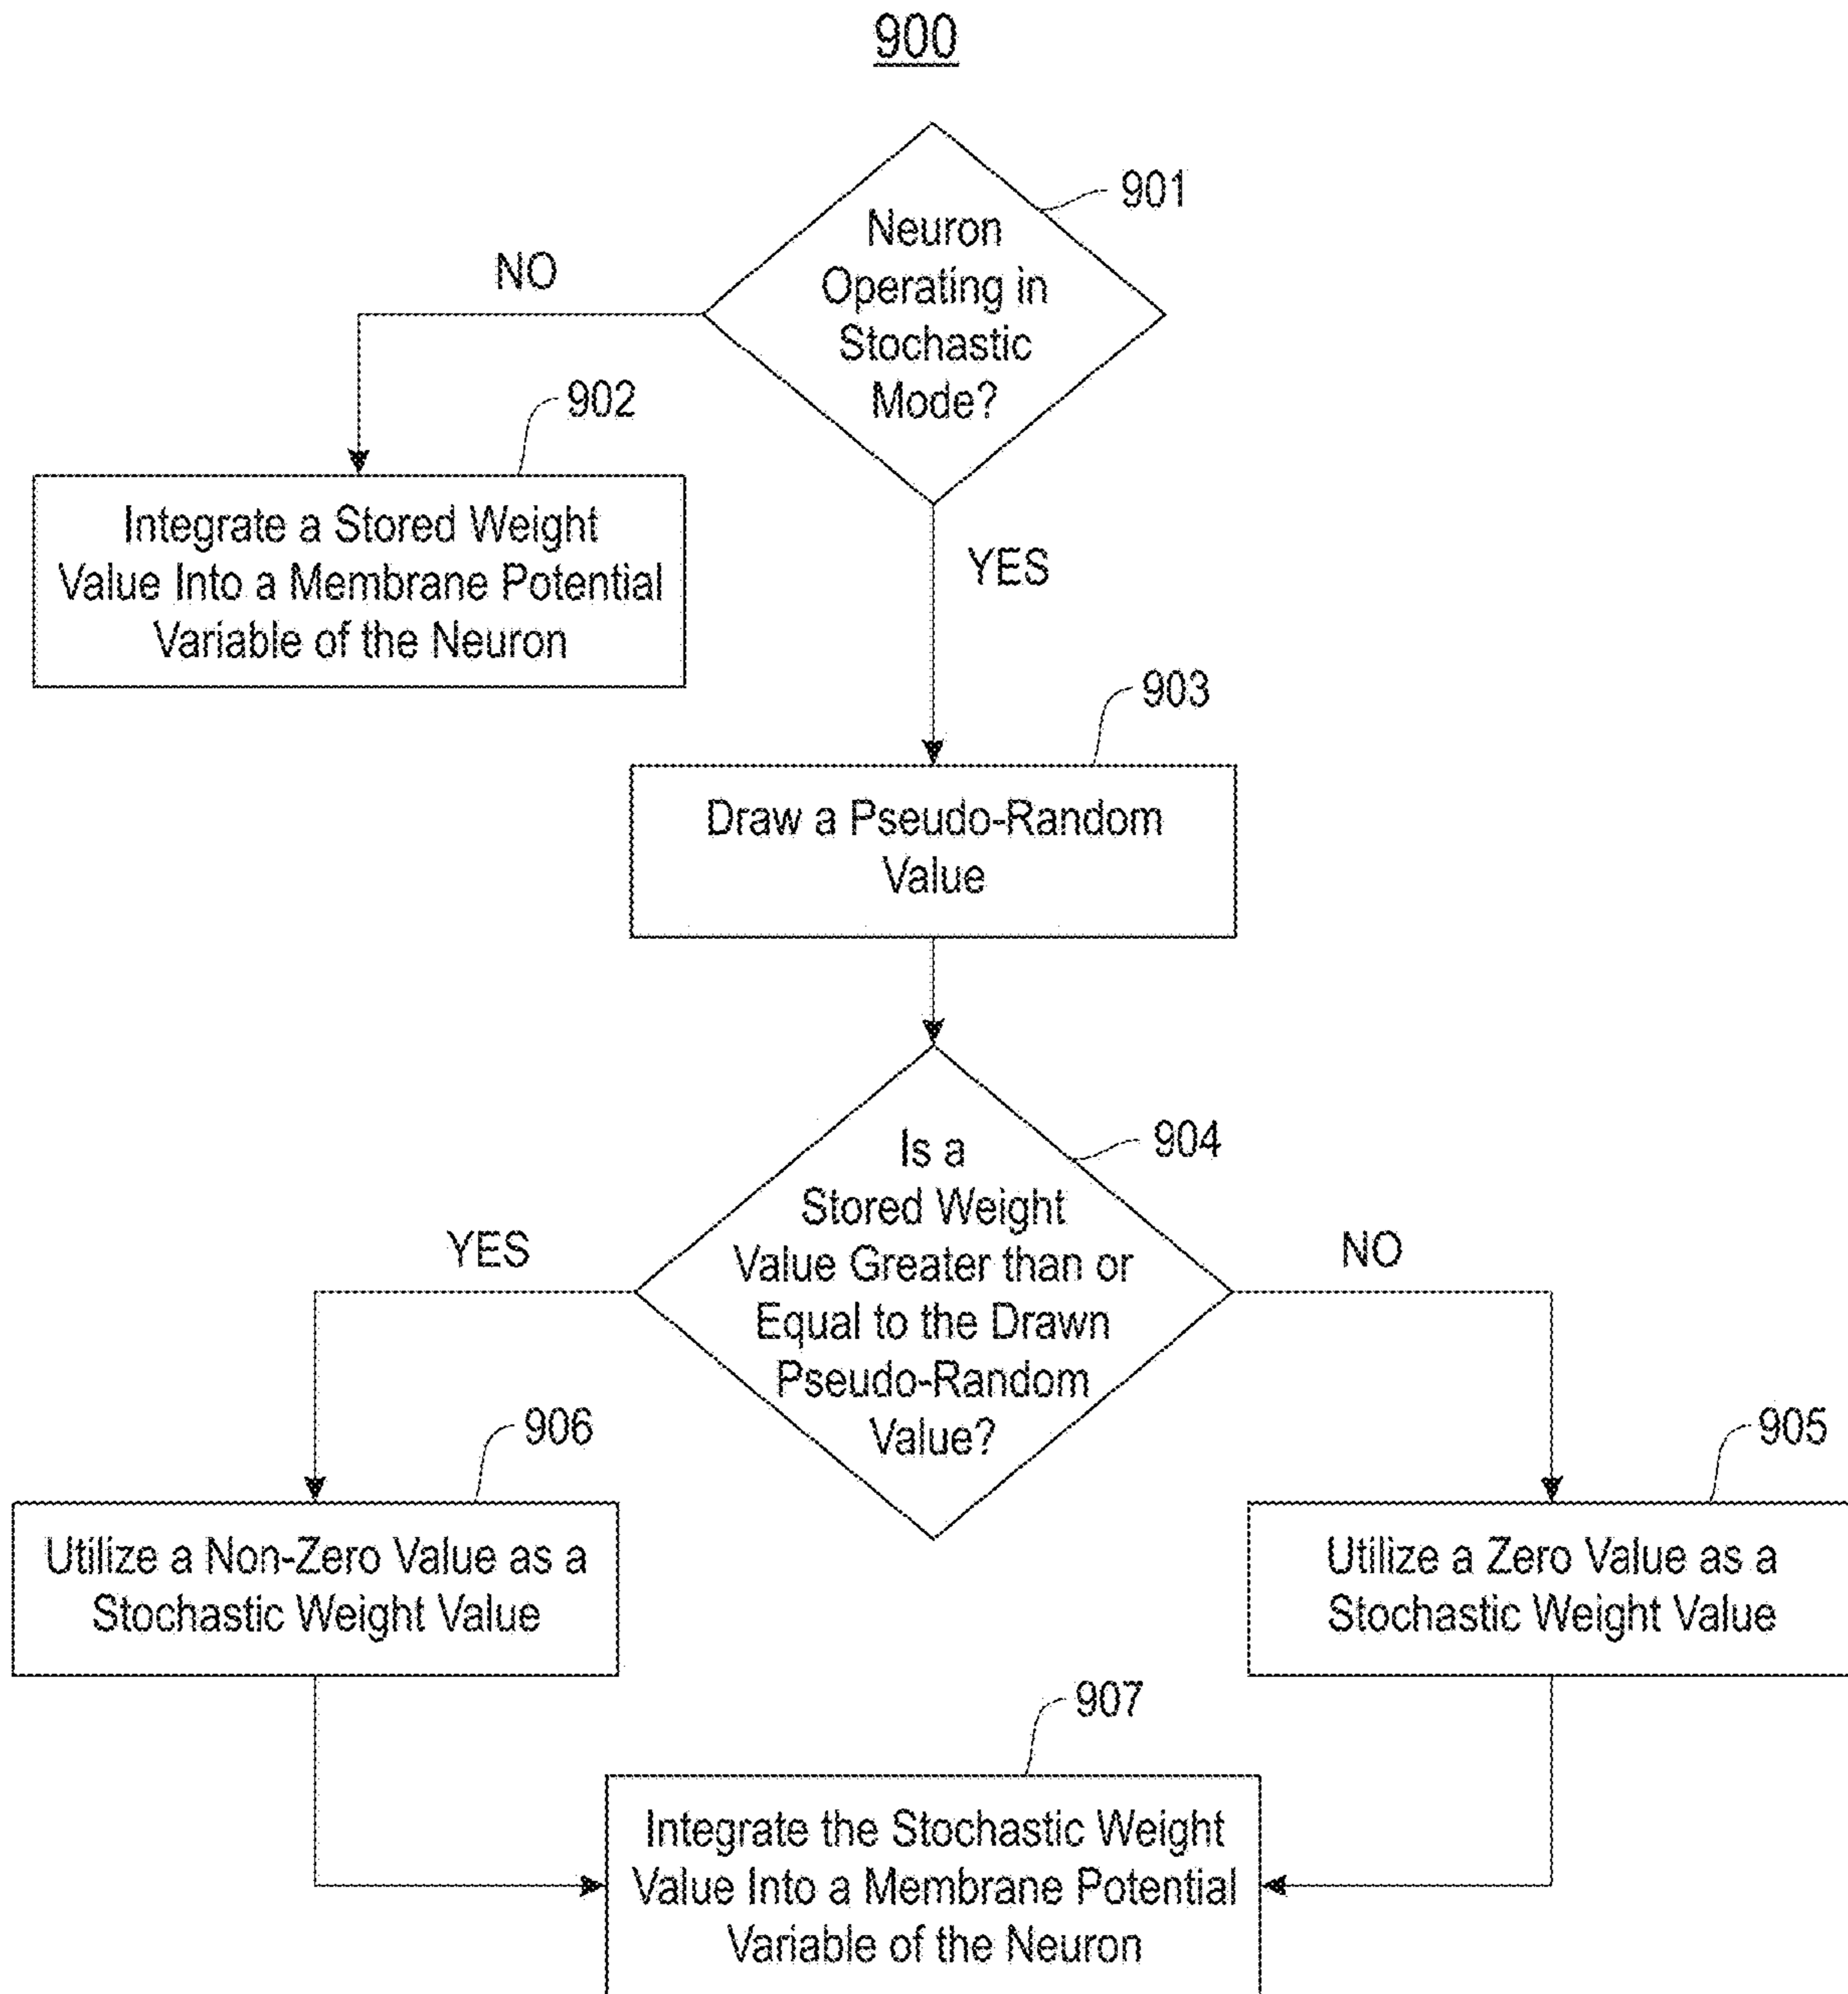 900
901
Neuron
Operating in
Stochastic
Mode?
NO
902
Integrate a Stored Weight
Value Into a Membrane Potential
Variable of the Neuron
YES
903
Draw a Pseudo-Random
Value
904
Is a
Stored Weight
Value Greater than or
Equal to the Drawn
Pseudo-Random
Value?
YES
NO
906
Utilize a Non-Zero Value as a
Stochastic Weight Value
905
Utilize a Zero Value as a
Stochastic Weight Value
907
Integrate the Stochastic Weight
Value Into a Membrane Potential
Variable of the Neuron